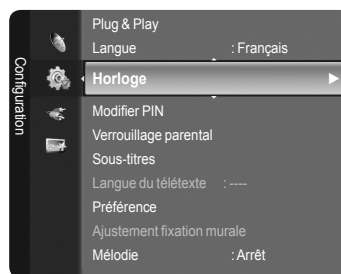 Configuration
Plug & Play
Langue : Français
Horloge
Modifier PIN
Verrouillage parental
Sous-titres
Langue du télétexte : ----
Préférence
Ajustement fixation murale
Mélodie : Arrêt